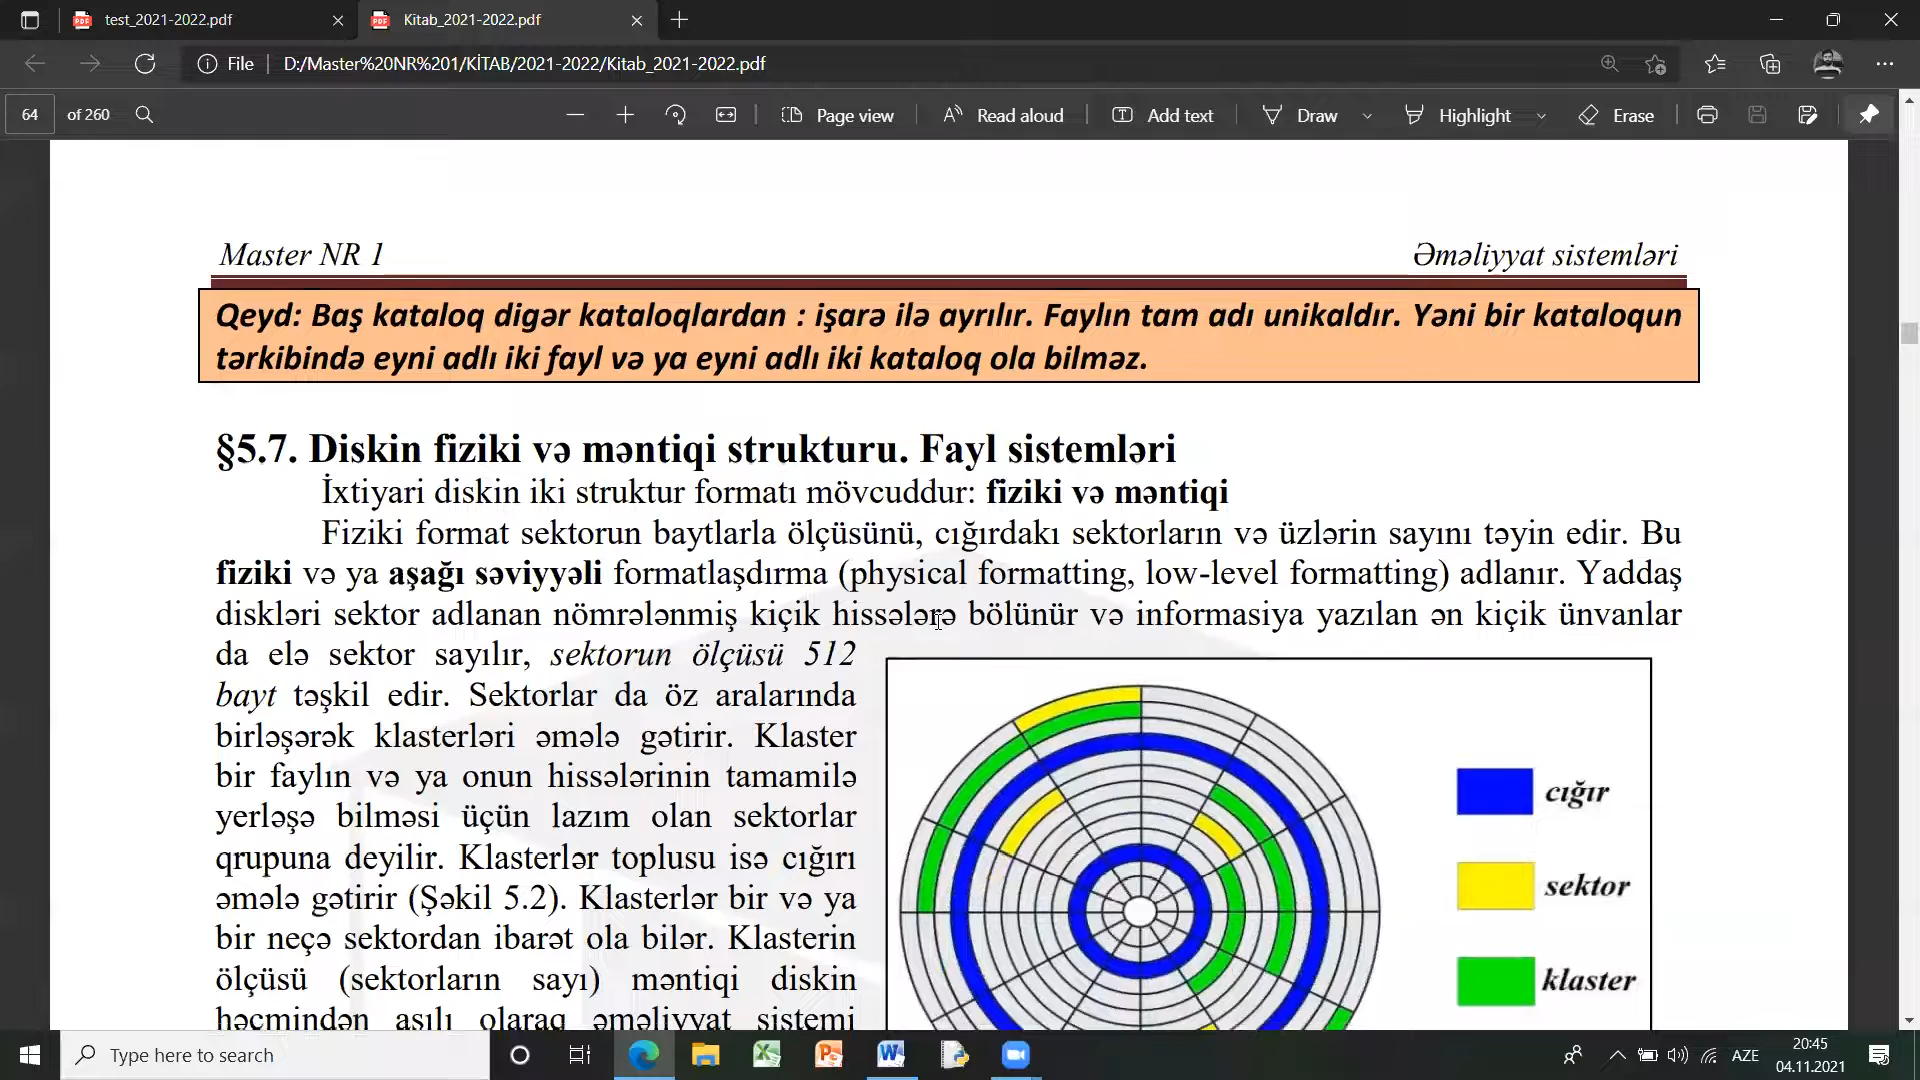 test_2021-2022.pdf
Kitab_2021-2022.pdf
File
D:/Master%20NR%201/KİTAB/2021-2022/Kitab_2021-2022.pdf
64 of 260
Page view
Read aloud
Add text
Draw
Highlight
Erase
Master NR 1
Əməliyyat sistemləri
Qeyd: Baş kataloq digər kataloqlardan : işarə ilə ayrılır. Faylın tam adı unikaldır. Yəni bir kataloqun
tərkibində eyni adlı iki fayl və ya eyni adlı iki kataloq ola bilməz.
§5.7. Diskin fiziki və məntiqi strukturu. Fayl sistemləri
İxtiyari diskin iki struktur formatı mövcuddur: fiziki və məntiqi
Fiziki format sektorun baytlarla ölçüsünü, cığırdakı sektorların və üzlərin sayını təyin edir. Bu
fiziki və ya aşağı səviyyəli formatlaşdırma (physical formatting, low-level formatting) adlanır. Yaddaş
diskləri sektor adlanan nömrələnmiş kiçik hissələrə bölünür və informasiya yazılan ən kiçik ünvanlar
da elə sektor sayılır, sektorun ölçüsü 512
bayt təşkil edir. Sektorlar da öz aralarında
birləşərək klasterləri əmələ gətirir. Klaster
bir faylın və ya onun hissələrinin tamamilə
yerləşə bilməsi üçün lazım olan sektorlar
qrupuna deyilir. Klasterlər toplusu isə cığırı
əmələ gətirir (Şəkil 5.2). Klasterlər bir və ya
bir neçə sektordan ibarət ola bilər. Klasterin
ölçüsü (sektorların sayı) məntiqi diskin
həcmindən asılı olaraq əməliyyat sistemi
cığır
sektor
klaster
Type here to search
AZE
20:45
04.11.2021